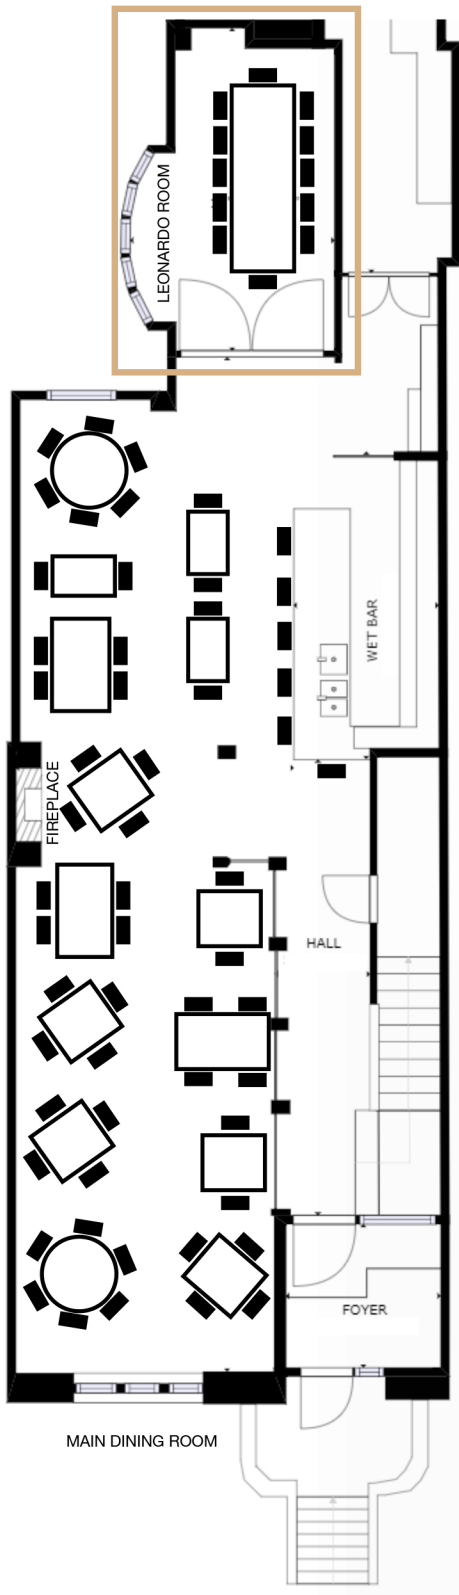 LEONARDO ROOM
WET BAR
FIREPLACE
HALL
FOYER
MAIN DINING ROOM